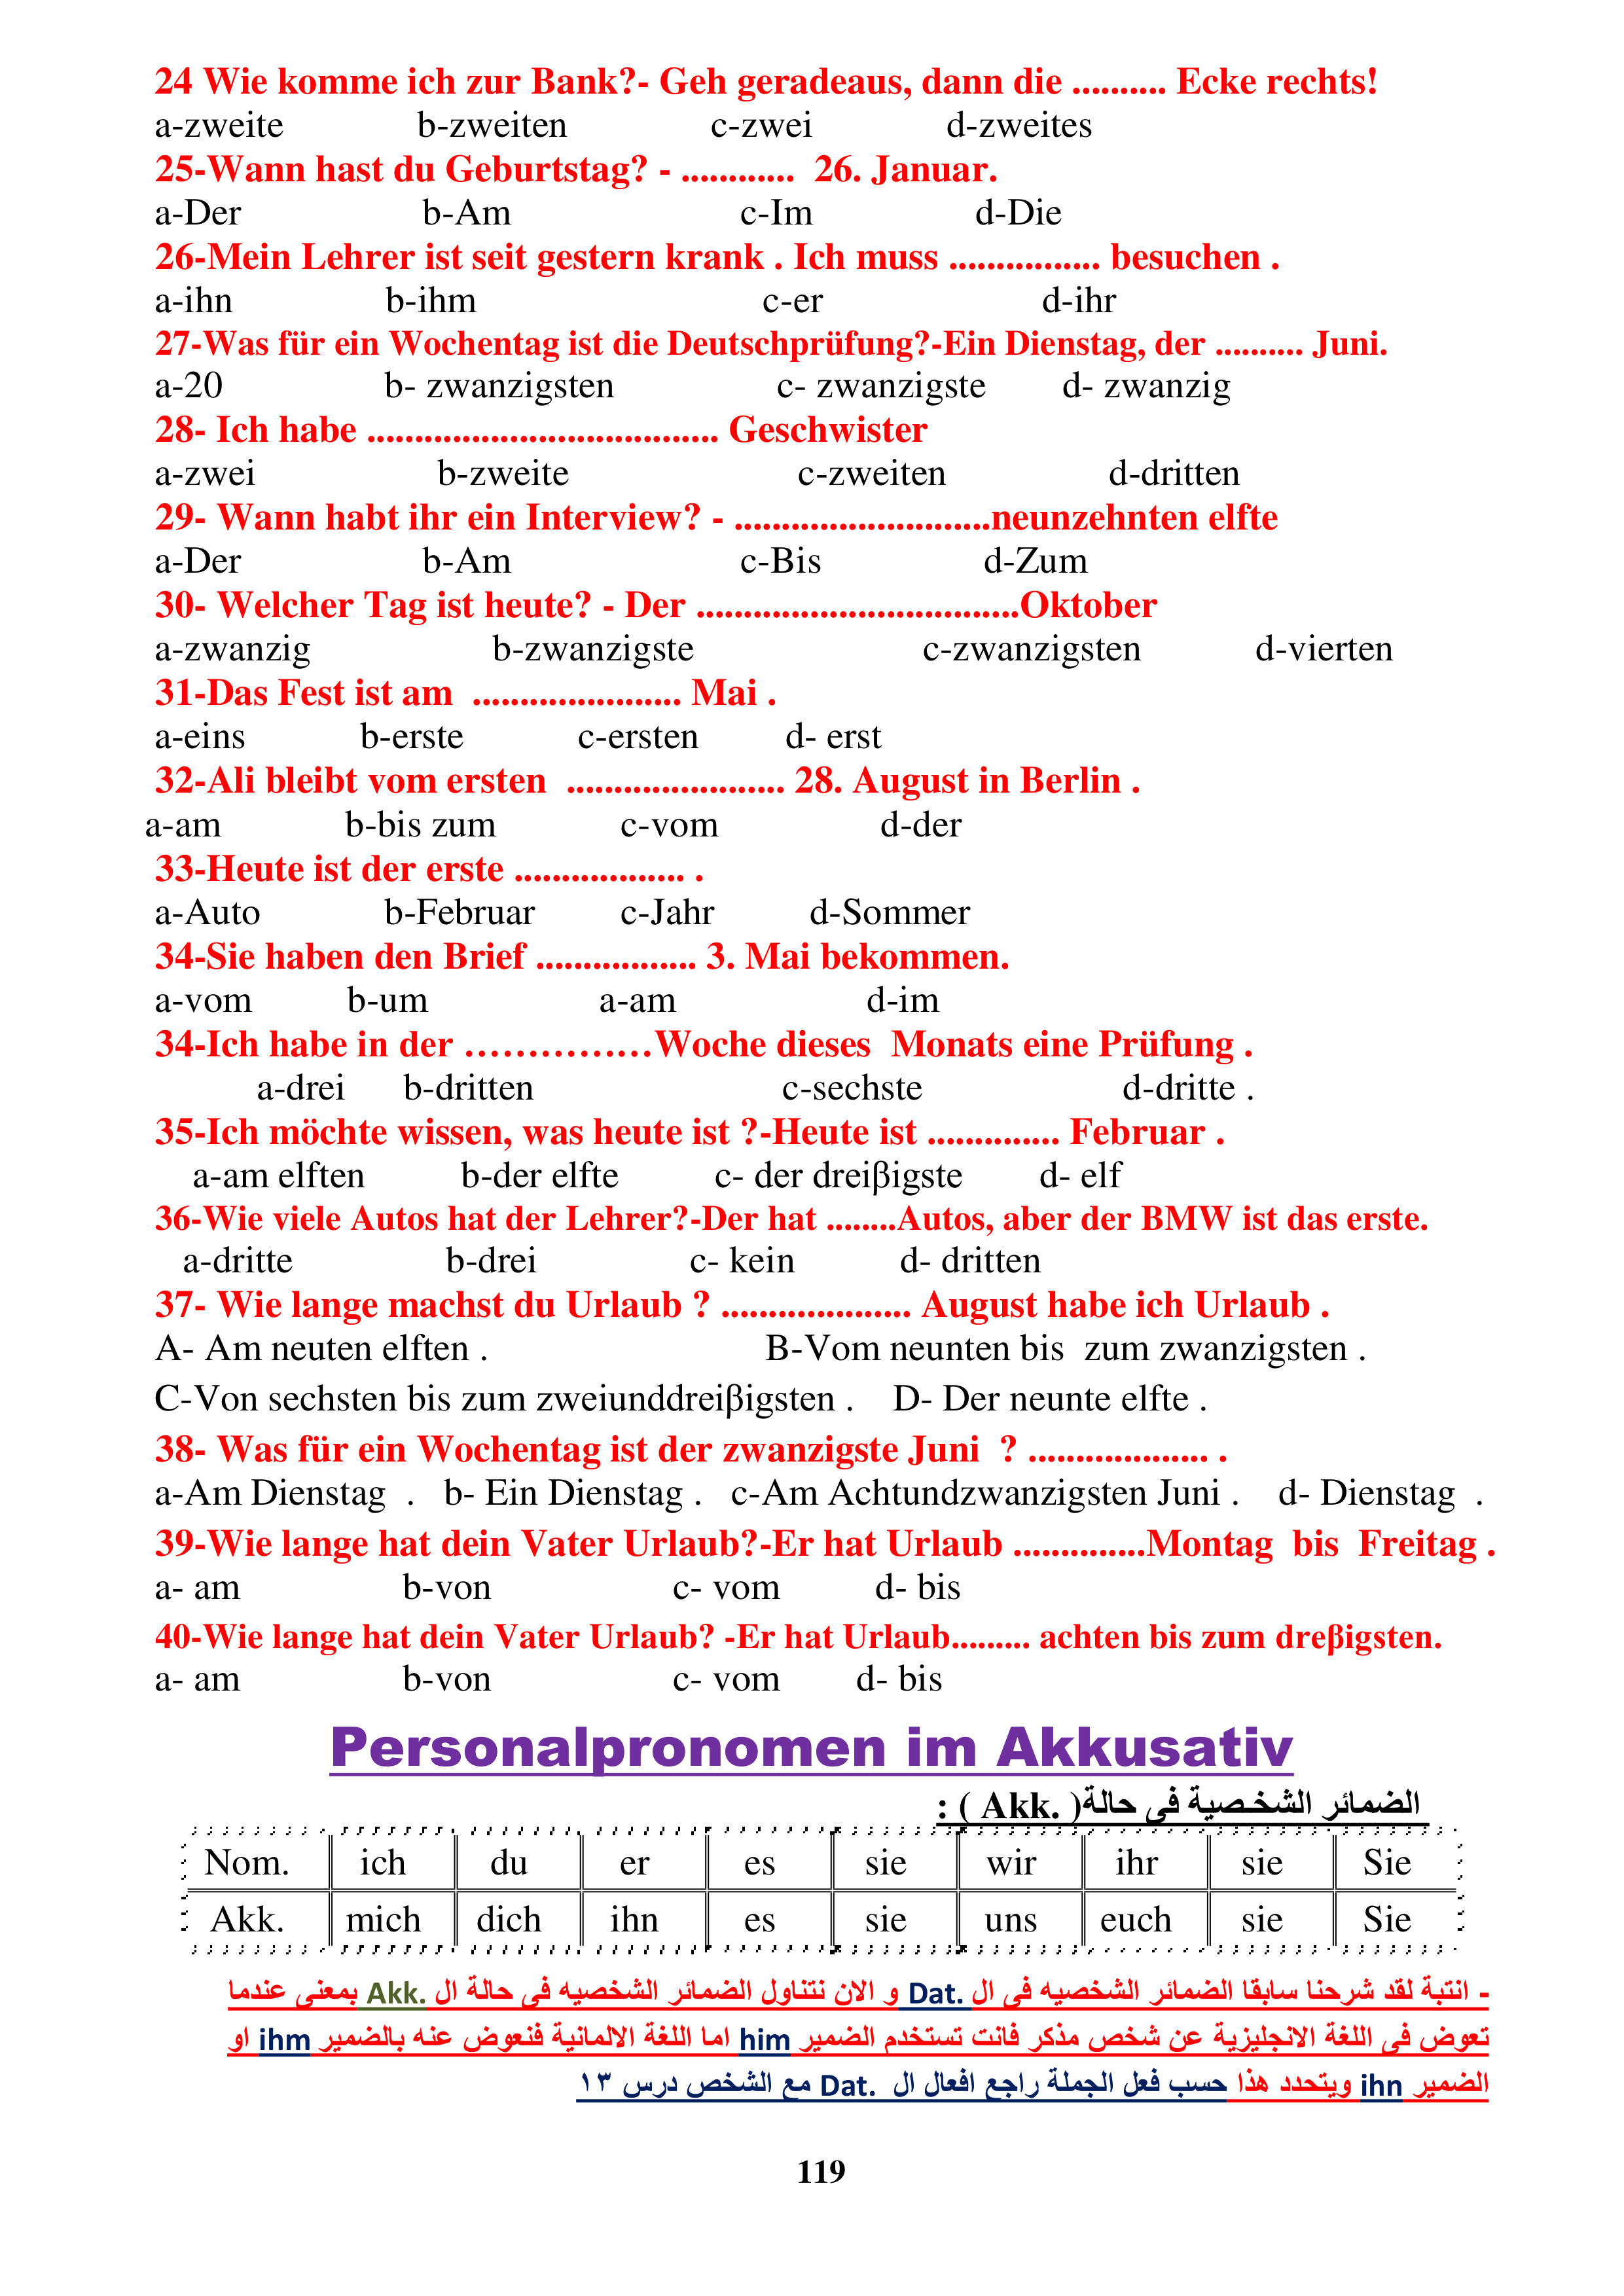 24 Wie komme ich zur Bank?- Geh geradeaus, dann die .......... Ecke rechts!
a-zweite b-zweiten c-zwei d-zweites
25-Wann hast du Geburtstag? - ............ 26. Januar.
a-Der b-Am c-Im d-Die
26-Mein Lehrer ist seit gestern krank . Ich muss ................ besuchen .
a-ihn b-ihm c-er d-ihr
27-Was für ein Wochentag ist die Deutschprüfung?-Ein Dienstag, der .......... Juni.
a-20 b- zwanzigsten c- zwanzigste d- zwanzig
28- Ich habe ..................................... Geschwister
a-zwei b-zweite c-zweiten d-dritten
29- Wann habt ihr ein Interview? - ...........................neunzehnten elfte
a-Der b-Am c-Bis d-Zum
30- Welcher Tag ist heute? - Der ..................................Oktober
a-zwanzig b-zwanzigste c-zwanzigsten d-vierten
31-Das Fest ist am ...................... Mai .
a-eins b-erste c-ersten d- erst
32-Ali bleibt vom ersten ....................... 28. August in Berlin .
a-am b-bis zum c-vom d-der
33-Heute ist der erste .................. .
a-Auto b-Februar c-Jahr d-Sommer
34-Sie haben den Brief ................. 3. Mai bekommen.
a-vom b-um a-am d-im
34-Ich habe in der ……………Woche dieses Monats eine Prüfung .
a-drei b-dritten c-sechste d-dritte .
35-Ich möchte wissen, was heute ist ?-Heute ist .............. Februar .
a-am elften b-der elfte c- der dreiβigste d- elf
36-Wie viele Autos hat der Lehrer?-Der hat ........Autos, aber der BMW ist das erste.
a-dritte b-drei c- kein d- dritten
37- Wie lange machst du Urlaub ? .................... August habe ich Urlaub .
A- Am neuten elften . B-Vom neunten bis zum zwanzigsten .
C-Von sechsten bis zum zweiunddreiβigsten . D- Der neunte elfte .
38- Was für ein Wochentag ist der zwanzigste Juni ? ................... .
a-Am Dienstag . b- Ein Dienstag . c-Am Achtundzwanzigsten Juni . d- Dienstag .
39-Wie lange hat dein Vater Urlaub?-Er hat Urlaub ..............Montag bis Freitag .
a- am b-von c- vom d- bis
40-Wie lange hat dein Vater Urlaub? -Er hat Urlaub......... achten bis zum dreβigsten.
a- am b-von c- vom d- bis
Personalpronomen im Akkusativ
الضمائر الشخصية فى حالة( Akk. ) :
Nom. ich du er es sie wir ihr sie Sie
Akk. mich dich ihn es sie uns euch sie Sie
- انتبة لقد شرحنا سابقا الضمائر الشخصيه فى ال Dat. و الان نتناول الضمائر الشخصيه فى حالة ال Akk. بمعنى عندما
تعوض فى اللغة الانجليزية عن شخص مذكر فانت تستخدم الضمير him اما اللغة الالمانية فنعوض عنه بالضمير ihm او
الضمير ihn ويتحدد هذا حسب فعل الجملة راجع افعال ال Dat. مع الشخص درس ١٣
119